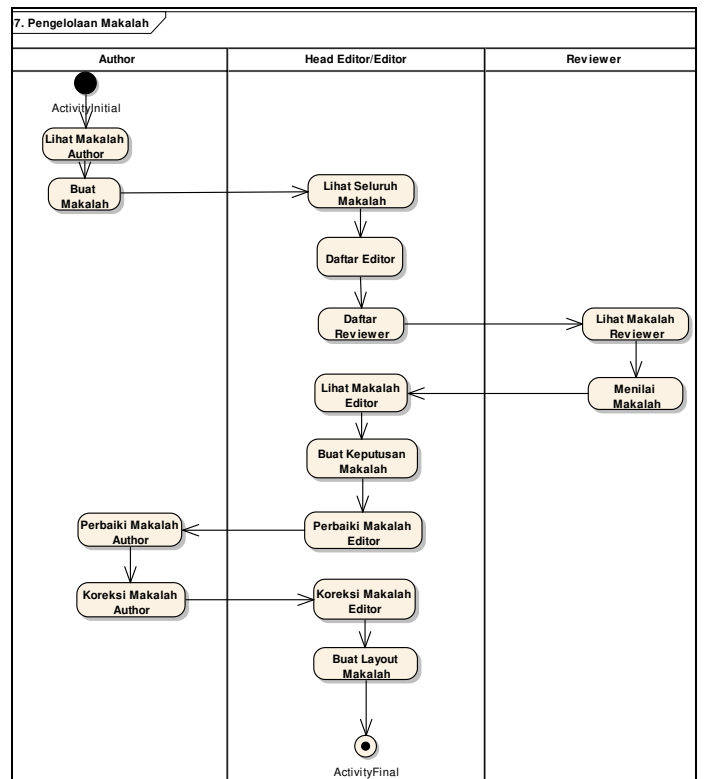 7. Pengelolaan Makalah
Author
Head Editor/Editor
Reviewer
ActivityInitial
Lihat Makalah
Author
Buat
Makalah
Lihat Seluruh
Makalah
Daftar Editor
Daftar
Reviewer
Lihat Makalah
Reviewer
Menilai
Makalah
Lihat Makalah
Editor
Buat Keputusan
Makalah
Perbaiki Makalah
Editor
Perbaiki Makalah
Author
Koreksi Makalah
Author
Koreksi Makalah
Editor
Buat Layout
Makalah
ActivityFinal